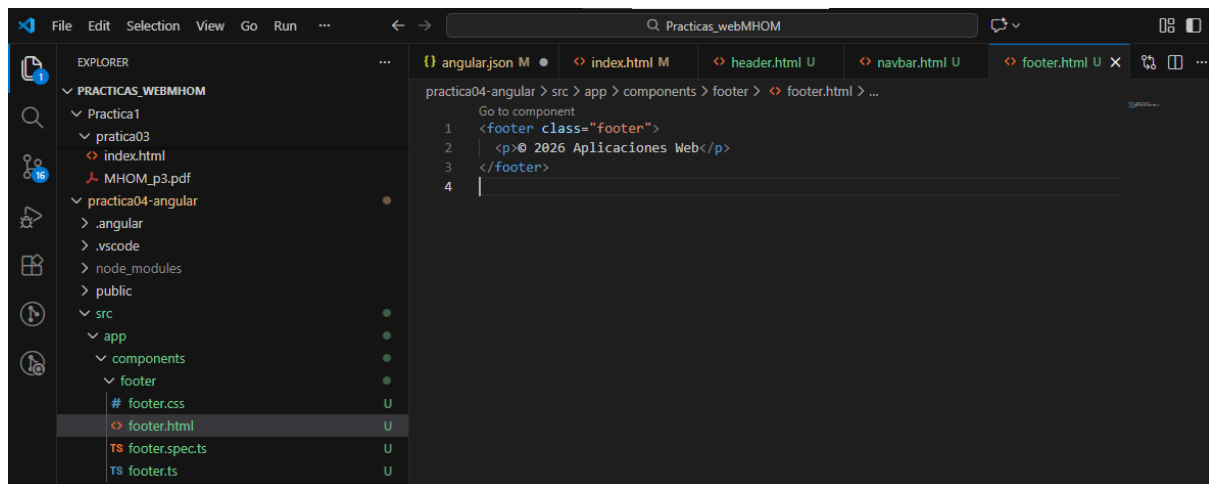 File Edit Selection View Go Run ··· ← → Practicas_webMHOM
EXPLORER ···
PRACTICAS_WEBMHOM
Practica1
pratica03
index.html
MHOM_p3.pdf
practica04-angular
.angular
.vscode
node_modules
public
src
app
components
footer
# footer.css U
<> footer.html U
TS footer.spec.ts U
TS footer.ts U
1
16
{} angular.json M ● <> index.html M <> header.html U <> navbar.html U <> footer.html U ···
practica04-angular > src > app > components > footer > <> footer.html > ...
Go to component
1 <footer class="footer">
2 <p>© 2026 Aplicaciones Web</p>
3 </footer>
4